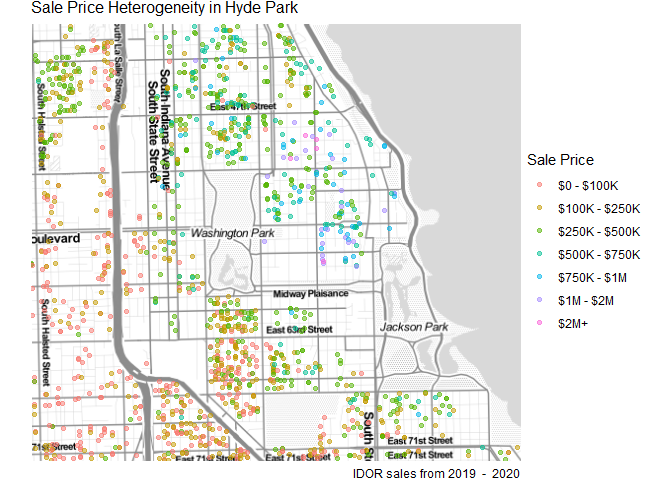 Sale Price Heterogeneity in Hyde Park
South La Salle Street
South Indiana Avenue
South State Street
South Halsted Street
East 47th Street
Washington Park
oulevard
Midway Plaisance
East 63rd Street
Jackson Park
South Halsted Street
South St
71st Street
East 71st Street
East 71st Street
East 71st Street
Sale Price
$0 - $100K
$100K - $250K
$250K - $500K
$500K - $750K
$750K - $1M
$1M - $2M
$2M+
IDOR sales from 2019 - 2020